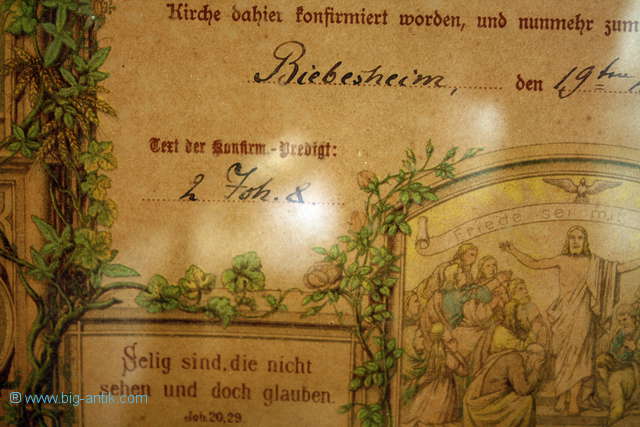 Kirche dahier konfirmiert worden, und nunmehr zum
Biebesheim, den 19ten
Text der Konfirm.-Predigt:
2 Joh. 8
Friede sei mit
Selig sind, die nicht
sehen und doch glauben.
Joh. 20, 29.
® www.big-antik.com